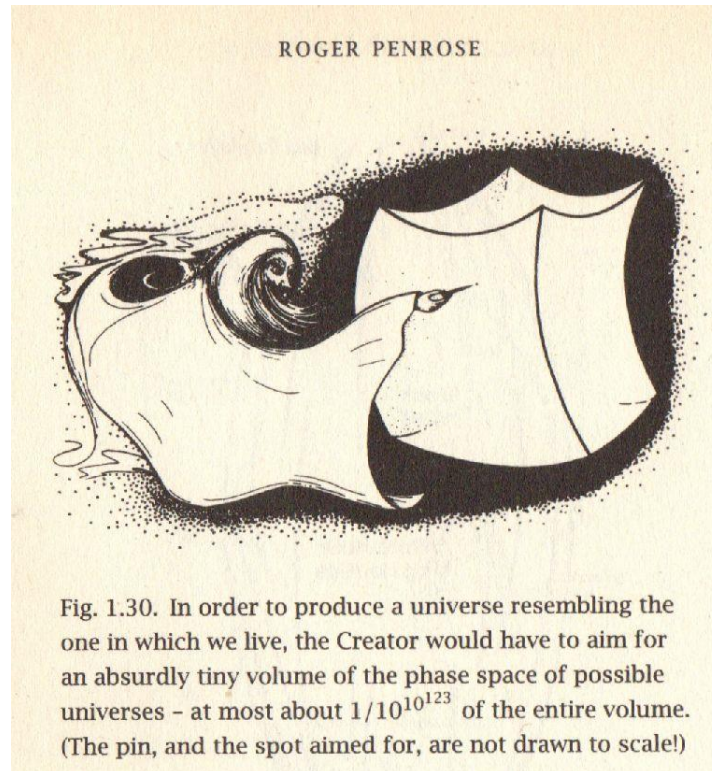 ROGER PENROSE
Fig. 1.30. In order to produce a universe resembling the
one in which we live, the Creator would have to aim for
an absurdly tiny volume of the phase space of possible
universes – at most about 1/10^10^123 of the entire volume.
(The pin, and the spot aimed for, are not drawn to scale!)